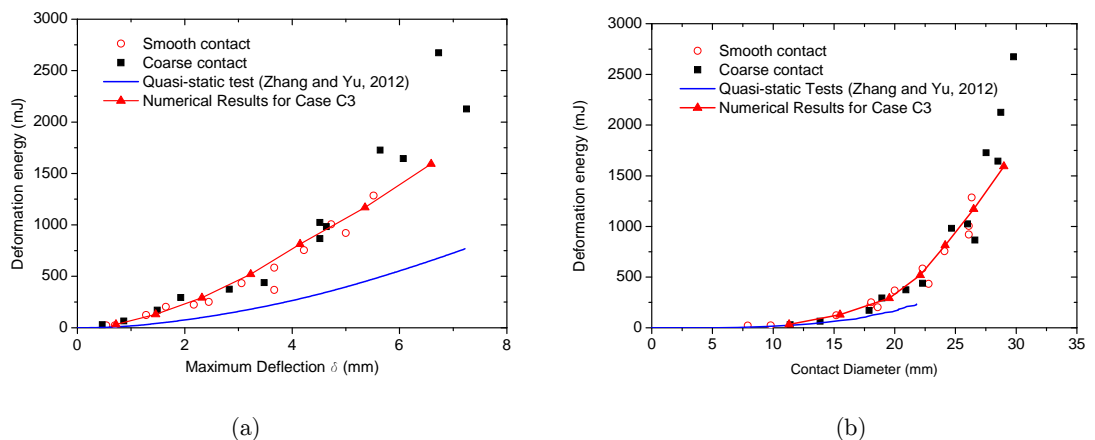 3000
2500
2000
1500
1000
500
0
Deformation energy (mJ)
Smooth contact
Coarse contact
Quasi-static test (Zhang and Yu, 2012)
Numerical Results for Case C3
0 2 4 6 8
Maximum Deflection δ (mm)
(a)
3000
2500
2000
1500
1000
500
0
Deformation energy (mJ)
Smooth contact
Coarse contact
Quasi-static Tests (Zhang and Yu, 2012)
Numerical Results for Case C3
0 5 10 15 20 25 30 35
Contact Diameter (mm)
(b)